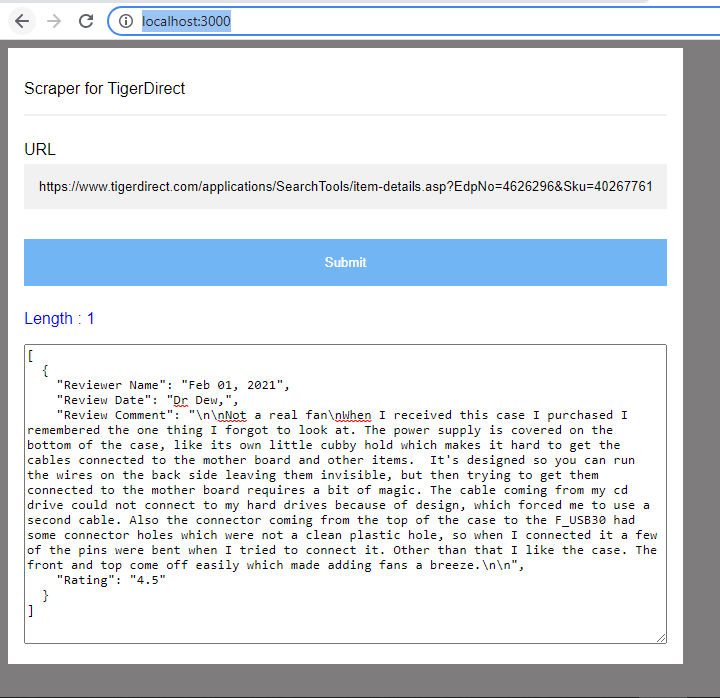 localhost:3000
Scraper for TigerDirect
URL
https://www.tigerdirect.com/applications/SearchTools/item-details.asp?EdpNo=4626296&Sku=40267761
Submit
Length : 1
[
  {
    "Reviewer Name": "Feb 01, 2021",
    "Review Date": "Dr Dew,",
    "Review Comment": "\n\nNot a real fan\nWhen I received this case I purchased I
remembered the one thing I forgot to look at. The power supply is covered on the
bottom of the case, like its own little cubby hold which makes it hard to get the
cables connected to the mother board and other items.  It's designed so you can run
the wires on the back side leaving them invisible, but then trying to get them
connected to the mother board requires a bit of magic. The cable coming from my cd
drive could not connect to my hard drives because of design, which forced me to use a
second cable. Also the connector coming from the top of the case to the F_USB30 had
some connector holes which were not a clean plastic hole, so when I connected it a few
of the pins were bent when I tried to connect it. Other than that I like the case. The
front and top come off easily which made adding fans a breeze.\n\n",
    "Rating": "4.5"
  }
]